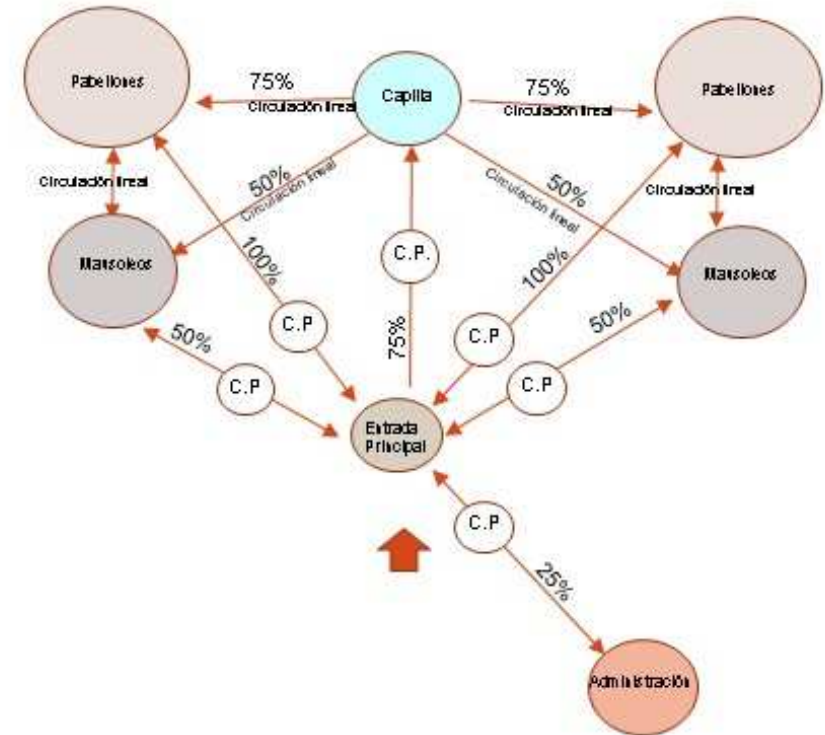 Pabellones
75%
Circulación lineal
Capilla
75%
Circulación lineal
Pabellones
Circulación lineal
50%
Circulación lineal
50%
Circulación lineal
Circulación lineal
Mausoleos
100%
C.P.
100%
Mausoleos
C.P
C.P
50%
75%
50%
C.P
C.P
Entrada
Principal
C.P
25%
Administración